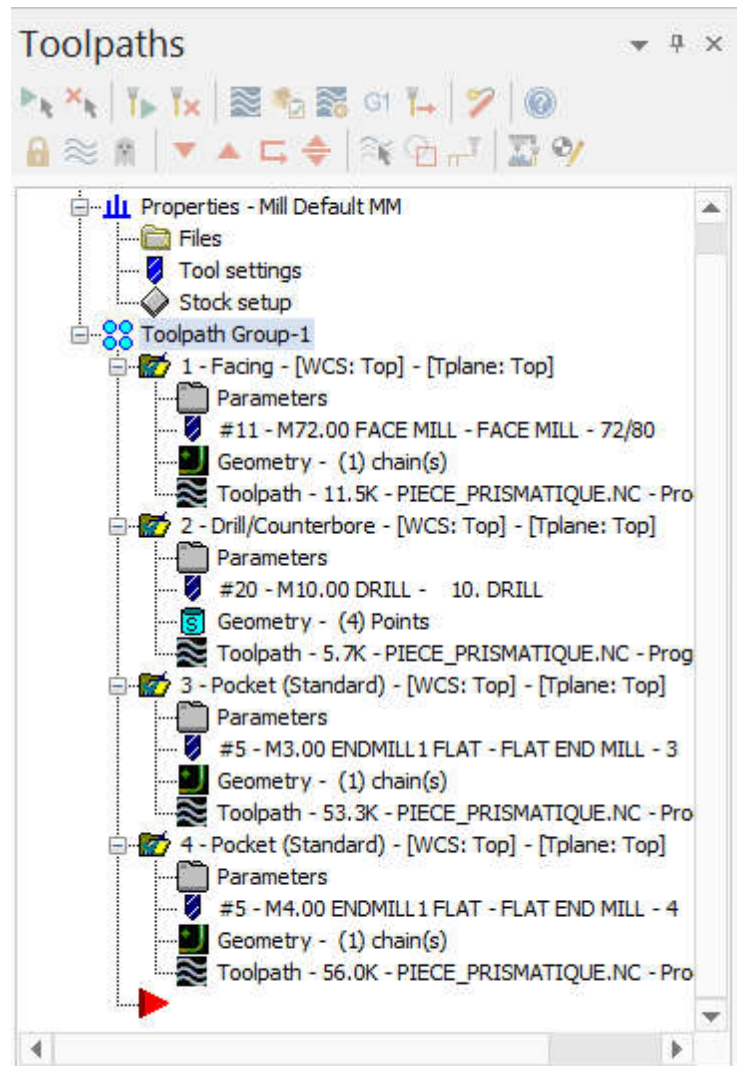 Toolpaths
G1
Properties - Mill Default MM
Files
Tool settings
Stock setup
Toolpath Group-1
1 - Facing - [WCS: Top] - [Tplane: Top]
Parameters
#11 - M72.00 FACE MILL - FACE MILL - 72/80
Geometry - (1) chain(s)
Toolpath - 11.5K - PIECE_PRISMATIQUE.NC - Pro
2 - Drill/Counterbore - [WCS: Top] - [Tplane: Top]
Parameters
#20 - M10.00 DRILL - 10. DRILL
S Geometry - (4) Points
Toolpath - 5.7K - PIECE_PRISMATIQUE.NC - Prog
3 - Pocket (Standard) - [WCS: Top] - [Tplane: Top]
Parameters
#5 - M3.00 ENDMILL1 FLAT - FLAT END MILL - 3
Geometry - (1) chain(s)
Toolpath - 53.3K - PIECE_PRISMATIQUE.NC - Pro
4 - Pocket (Standard) - [WCS: Top] - [Tplane: Top]
Parameters
#5 - M4.00 ENDMILL1 FLAT - FLAT END MILL - 4
Geometry - (1) chain(s)
Toolpath - 56.0K - PIECE_PRISMATIQUE.NC - Pro